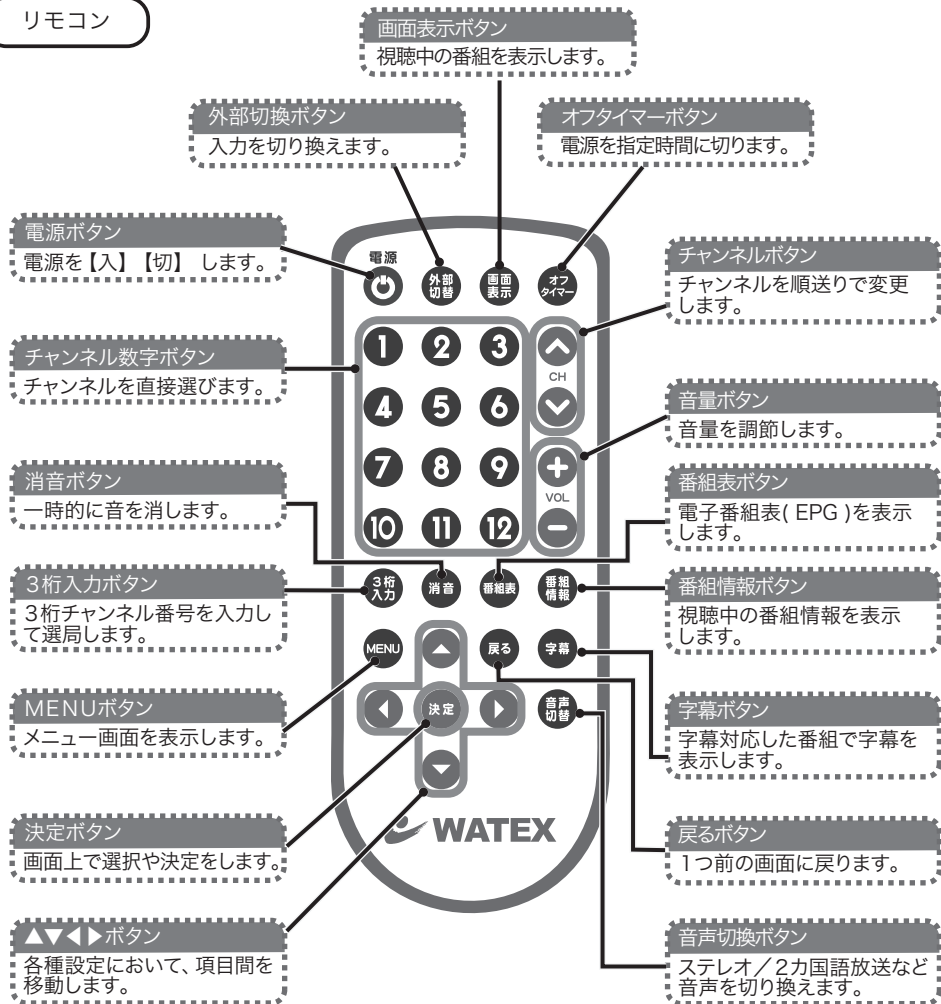 リモコン
画面表示ボタン
視聴中の番組を表示します。
外部切換ボタン
入力を切り換えます。
オフタイマーボタン
電源を指定時間に切ります。
電源ボタン
電源を【入】【切】 します。
チャンネル数字ボタン
チャンネルを直接選びます。
消音ボタン
一時的に音を消します。
3桁入力ボタン
3桁チャンネル番号を入力し
て選局します。
MENUボタン
メニュー画面を表示します。
決定ボタン
画面上で選択や決定をします。
▲▼◀▶ボタン
各種設定において、項目間を
移動します。
電源
外部
切替
画面
表示
オフ
タイマー
1 2 3
CH
4 5 6
7 8 9
VOL
10 11 12
3桁
入力
消音
番組表
番組
情報
MENU
戻る
字幕
決定
音声
切替
WATEX
チャンネルボタン
チャンネルを順送りで変更
します。
音量ボタン
音量を調節します。
番組表ボタン
電子番組表( EPG )を表示
します。
番組情報ボタン
視聴中の番組情報を表示
します。
字幕ボタン
字幕対応した番組で字幕を
表示します。
戻るボタン
1つ前の画面に戻ります。
音声切換ボタン
ステレオ／2カ国語放送など
音声を切り換えます。